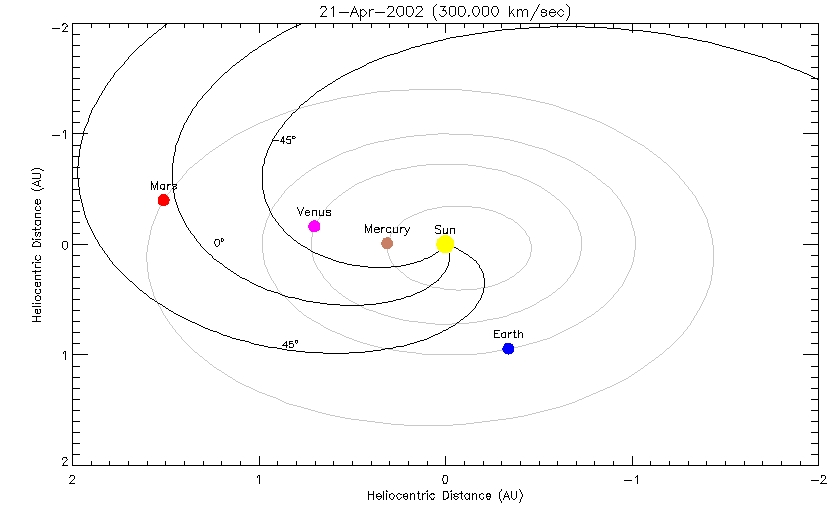 21-Apr-2002 (300.000 km/sec)
-2
-1
0
1
2
Heliocentric Distance (AU)
-45°
Mars
Venus
Mercury
Sun
0°
Earth
45°
2
1
0
-1
-2
Heliocentric Distance (AU)